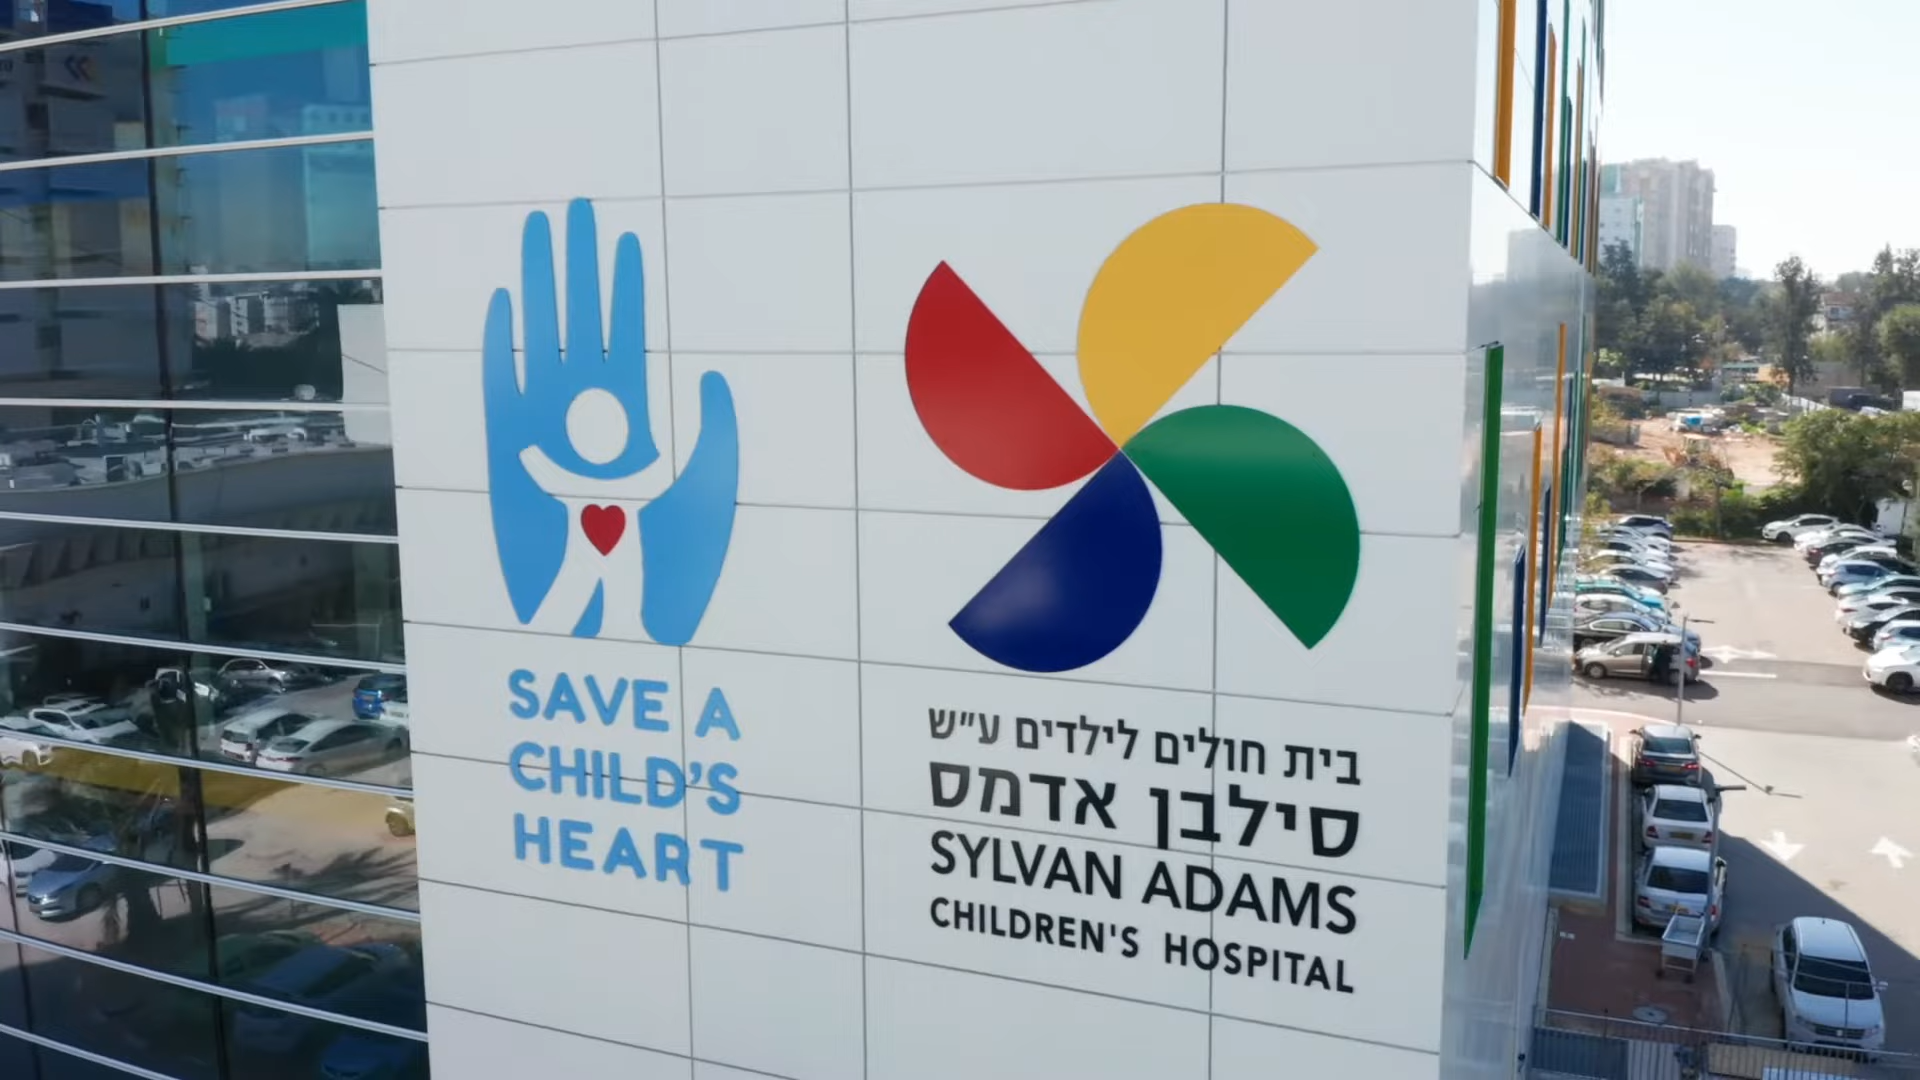 SAVE A
CHILD'S
HEART
בית חולים לילדים ע"ש
סילבן אדמס
SYLVAN ADAMS
CHILDREN'S HOSPITAL